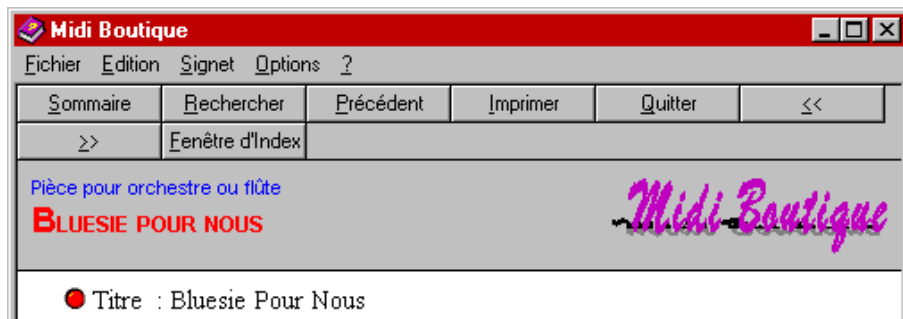 Midi Boutique
Fichier Edition Signet Options ?
Sommaire Rechercher Précédent Imprimer Quitter <<
>> Fenêtre d'Index
Pièce pour orchestre ou flûte
BLUESIE POUR NOUS
Midi-Boutique
Titre : Bluesie Pour Nous